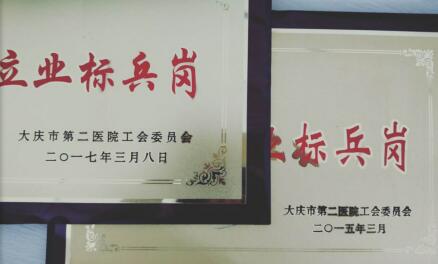 立业标兵岗
大庆市第二医院工会委员会
二〇一七年三月八日
业标兵岗
大庆市第二医院工会委员会
二〇一五年三月